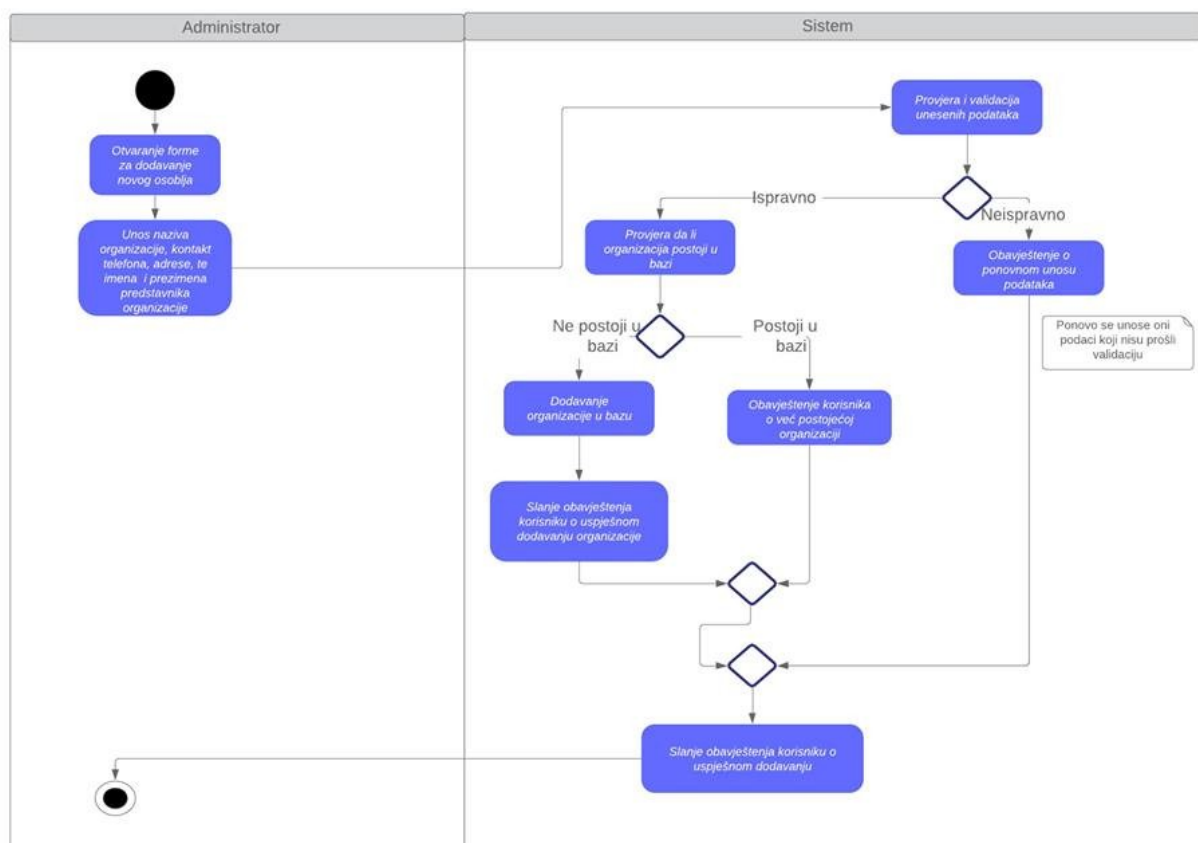 Administrator
Sistem
Otvaranje forme
za dodavanje
novog osoblja
Unos naziva
organizacije, kontakt
telefona, adrese, te
imena i prezimena
predstavnika
organizacije
Provjera i validacija
unesenih podataka
Ispravno
Neispravno
Provjera da li
organizacija postoji u
bazi
Obavještenje o
ponovnom unosu
podataka
Ponovo se unose oni
podaci koji nisu prošli
validaciju
Ne postoji u
bazi
Postoji u
bazi
Dodavanje
organizacije u bazu
Obavještenje korisnika
o već postojećoj
organizaciji
Slanje obavještenja
korisniku o uspješnom
dodavanju organizacije
Slanje obavještenja korisniku o
uspješnom dodavanju